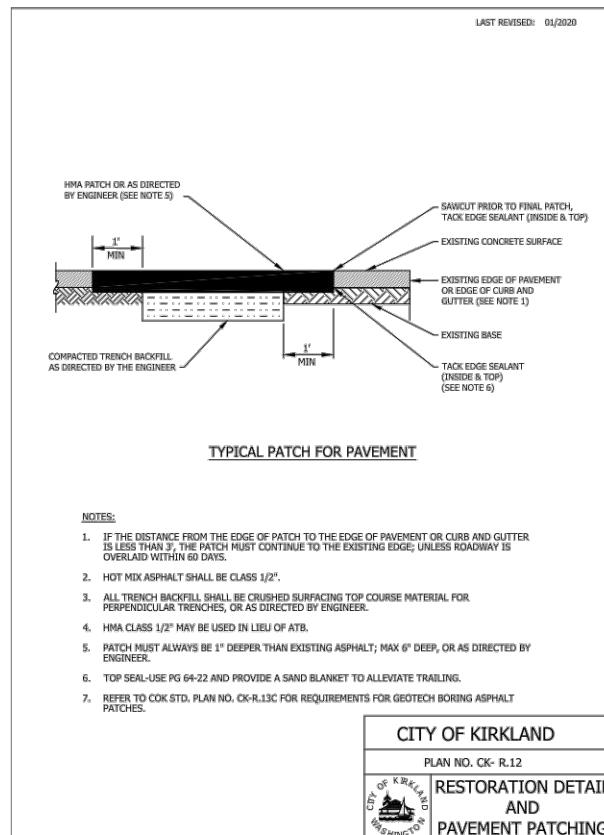 LAST REVISED: 01/2020
HMA PATCH OR AS DIRECTED
BY ENGINEER (SEE NOTE 5)
SAWCUT PRIOR TO FINAL PATCH,
TACK EDGE SEALANT (INSIDE & TOP)
1'
MIN
EXISTING CONCRETE SURFACE
EXISTING EDGE OF PAVEMENT
OR EDGE OF CURB AND
GUTTER (SEE NOTE 1)
EXISTING BASE
COMPACTED TRENCH BACKFILL
AS DIRECTED BY THE ENGINEER
1'
MIN
TACK EDGE SEALANT
(INSIDE & TOP)
(SEE NOTE 6)
TYPICAL PATCH FOR PAVEMENT
NOTES:
1. IF THE DISTANCE FROM THE EDGE OF PATCH TO THE EDGE OF PAVEMENT OR CURB AND GUTTER
IS LESS THAN 3', THE PATCH MUST CONTINUE TO THE EXISTING EDGE; UNLESS ROADWAY IS
OVERLAID WITHIN 60 DAYS.
2. HOT MIX ASPHALT SHALL BE CLASS 1/2".
3. ALL TRENCH BACKFILL SHALL BE CRUSHED SURFACING TOP COURSE MATERIAL FOR
PERPENDICULAR TRENCHES, OR AS DIRECTED BY ENGINEER.
4. HMA CLASS 1/2" MAY BE USED IN LIEU OF ATB.
5. PATCH MUST ALWAYS BE 1" DEEPER THAN EXISTING ASPHALT; MAX 6" DEEP, OR AS DIRECTED BY
ENGINEER.
6. TOP SEAL-USE PG 64-22 AND PROVIDE A SAND BLANKET TO ALLEVIATE TRAILING.
7. REFER TO COK STD. PLAN NO. CK-R.13C FOR REQUIREMENTS FOR GEOTECH BORING ASPHALT
PATCHES.
CITY OF KIRKLAND
PLAN NO. CK- R.12
CITY OF KIRKLAND
WASHINGTON
RESTORATION DETAIL
AND
PAVEMENT PATCHING